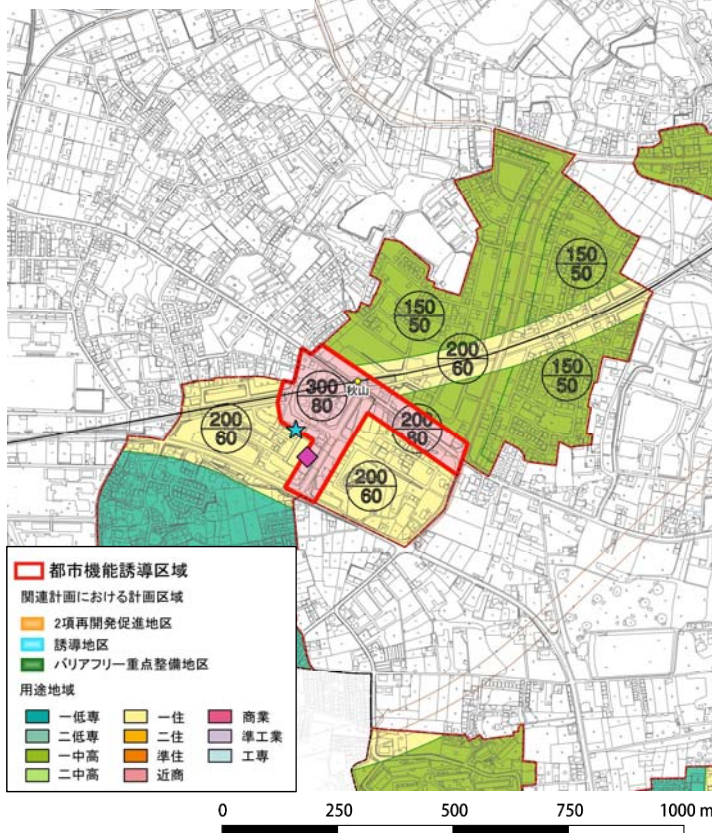 150
50
150
50
200
60
300
80
秋山
150
50
200
60
200
80
200
60
都市機能誘導区域
関連計画における計画区域
2項再開発促進地区
誘導地区
バリアフリー重点整備地区
用途地域
一低専 一住 商業
二低専 二住 準工業
一中高 準住 工専
二中高 近商
0 250 500 750 1000 m